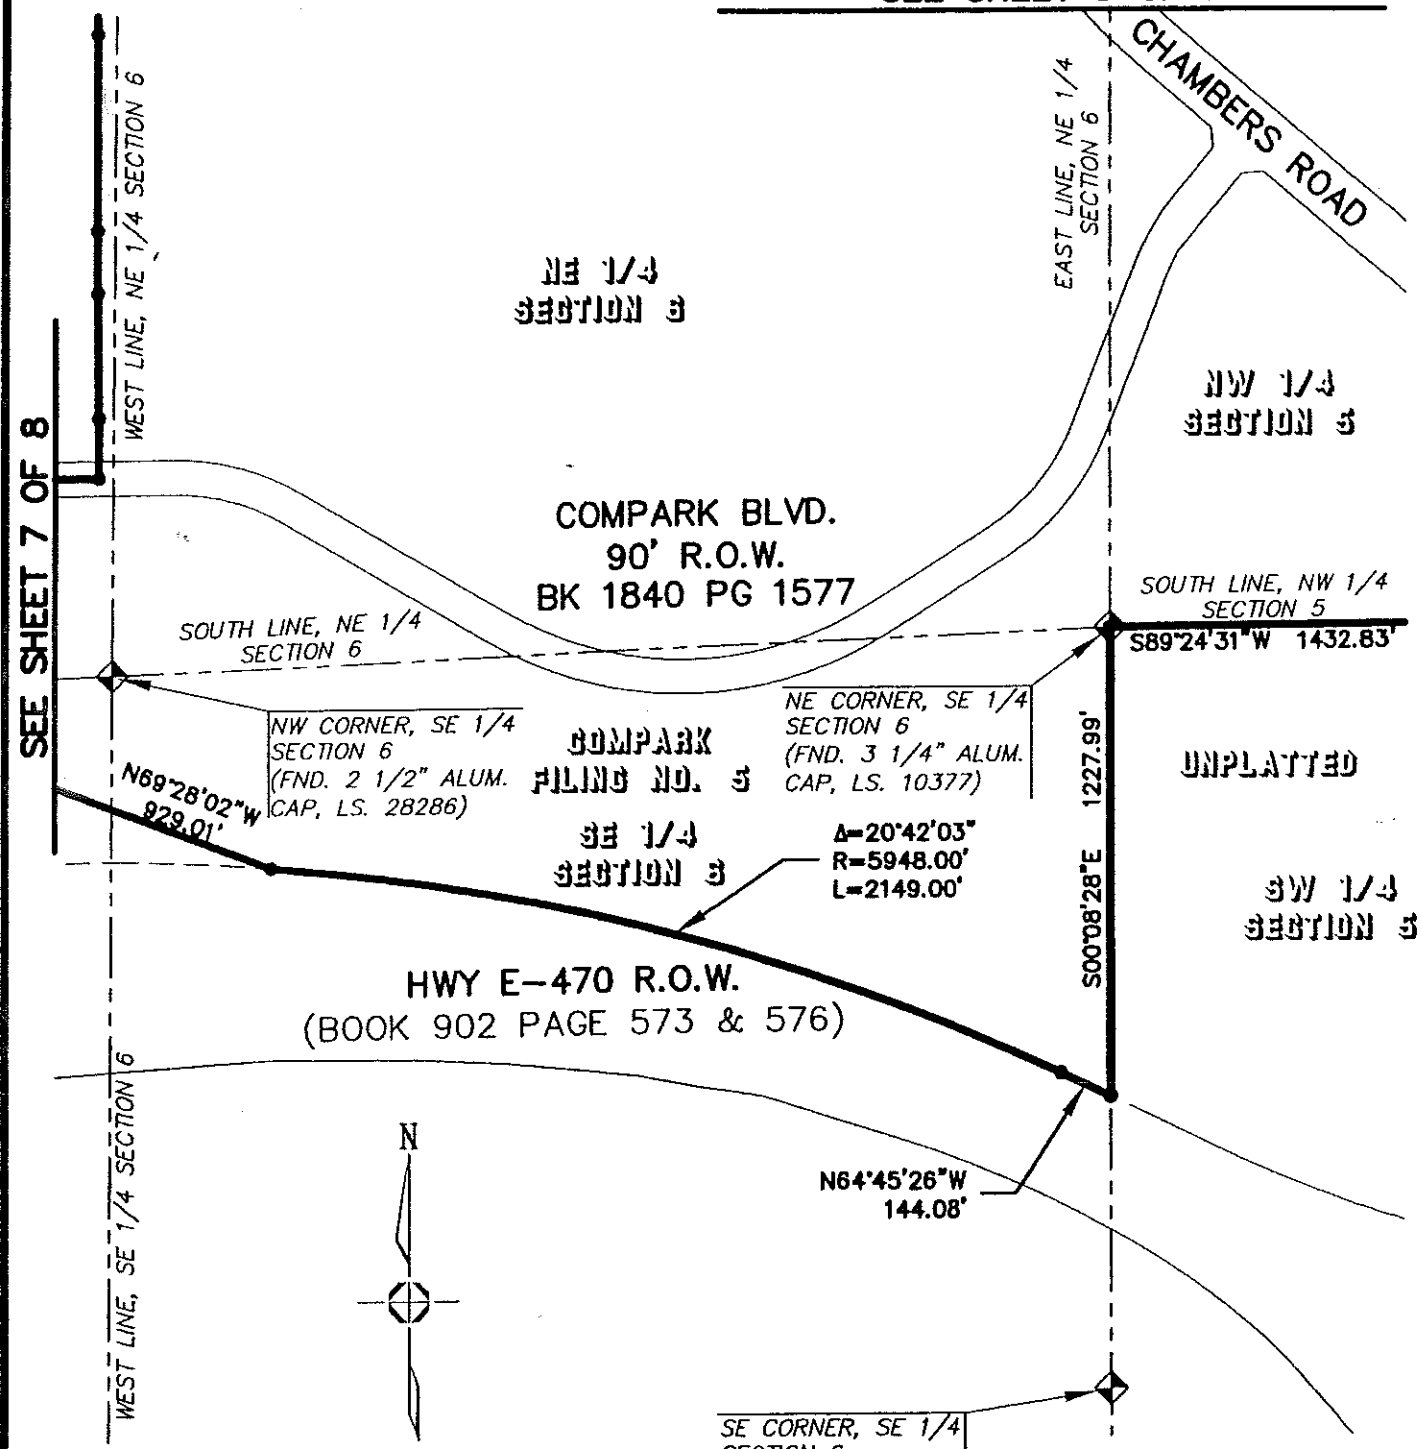 CHAMBERS ROAD
WEST LINE, NE 1/4 SECTION 6
EAST LINE, NE 1/4
SECTION 6
NE 1/4
SECTION 6
NW 1/4
SECTION 5
SEE SHEET 7 OF 8
COMPARK BLVD.
90' R.O.W.
BK 1840 PG 1577
SOUTH LINE, NW 1/4
SECTION 5
S89°24'31"W 1432.83'
SOUTH LINE, NE 1/4
SECTION 6
NW CORNER, SE 1/4
SECTION 6
(FND. 2 1/2" ALUM.
CAP, LS. 28286)
NE CORNER, SE 1/4
SECTION 6
(FND. 3 1/4" ALUM.
CAP, LS. 10377)
COMPARK
FILING NO. 5
UNPLATTED
N69°28'02"W
929.01'
SE 1/4
SECTION 6
Δ=20°42'03"
R=5948.00'
L=2149.00'
S00°08'28"E 1227.99'
SW 1/4
SECTION 5
HWY E-470 R.O.W.
(BOOK 902 PAGE 573 & 576)
WEST LINE, SE 1/4 SECTION 6
N
N64°45'26"W
144.08'
SE CORNER, SE 1/4